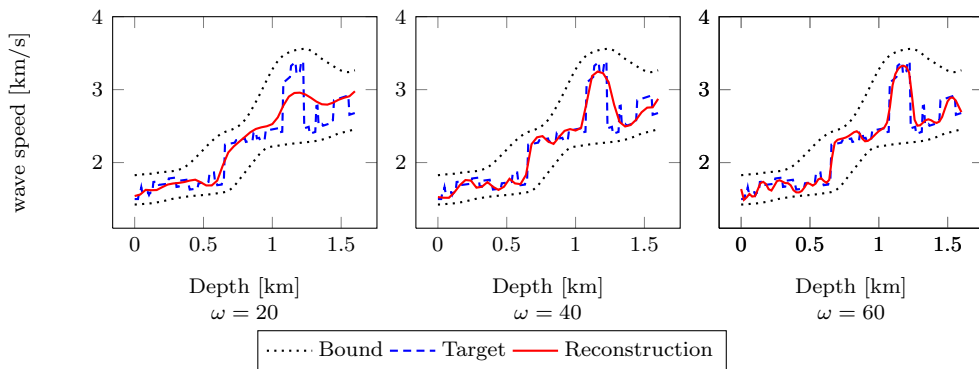 wave speed [km/s]
4
3
2
0 0.5 1 1.5
Depth [km]
ω = 20
4
3
2
0 0.5 1 1.5
Depth [km]
ω = 40
4
3
2
0 0.5 1 1.5
Depth [km]
ω = 60
Bound Target Reconstruction